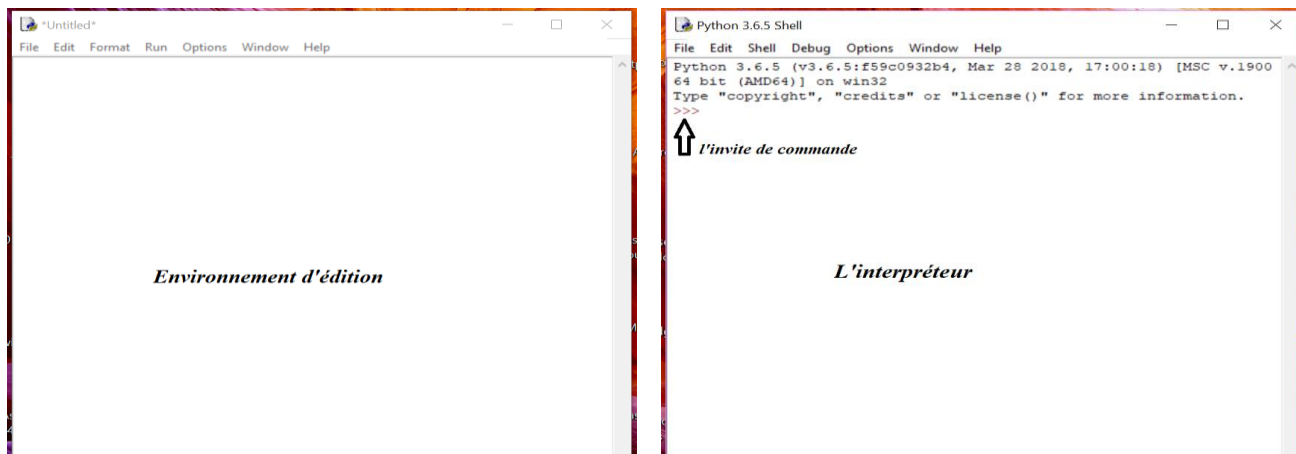 *Untitled*
File Edit Format Run Options Window Help
Environnement d'édition
Python 3.6.5 Shell
File Edit Shell Debug Options Window Help
Python 3.6.5 (v3.6.5:f59c0932b4, Mar 28 2018, 17:00:18) [MSC v.1900
64 bit (AMD64)] on win32
Type "copyright", "credits" or "license()" for more information.
>>>
l'invite de commande
L'interpréteur